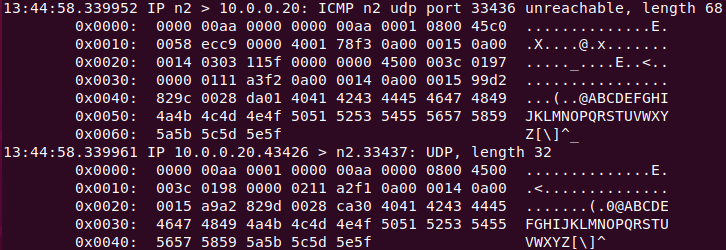 13:44:58.339952 IP n2 > 10.0.0.20: ICMP n2 udp port 33436 unreachable, length 68
0x0000: 0000 00aa 0000 0000 00aa 0001 0800 45c0 ..............E.
0x0010: 0058 ecc9 0000 4001 78f3 0a00 0015 0a00 .X....@.x.......
0x0020: 0014 0303 115f 0000 0000 4500 003c 0197 ....._....E..<..
0x0030: 0000 0111 a3f2 0a00 0014 0a00 0015 99d2 ................
0x0040: 829c 0028 da01 4041 4243 4445 4647 4849 ...(..@ABCDEFGHI
0x0050: 4a4b 4c4d 4e4f 5051 5253 5455 5657 5859 JKLMNOPQRSTUVWXY
0x0060: 5a5b 5c5d 5e5f Z[\]^_
13:44:58.339961 IP 10.0.0.20.43426 > n2.33437: UDP, length 32
0x0000: 0000 00aa 0001 0000 00aa 0000 0800 4500 ..............E.
0x0010: 003c 0198 0000 0211 a2f1 0a00 0014 0a00 .<..............
0x0020: 0015 a9a2 829d 0028 ca30 4041 4243 4445 .......(.0@ABCDE
0x0030: 4647 4849 4a4b 4c4d 4e4f 5051 5253 5455 FGHIJKLMNOPQRSTU
0x0040: 5657 5859 5a5b 5c5d 5e5f VWXYZ[\]^_